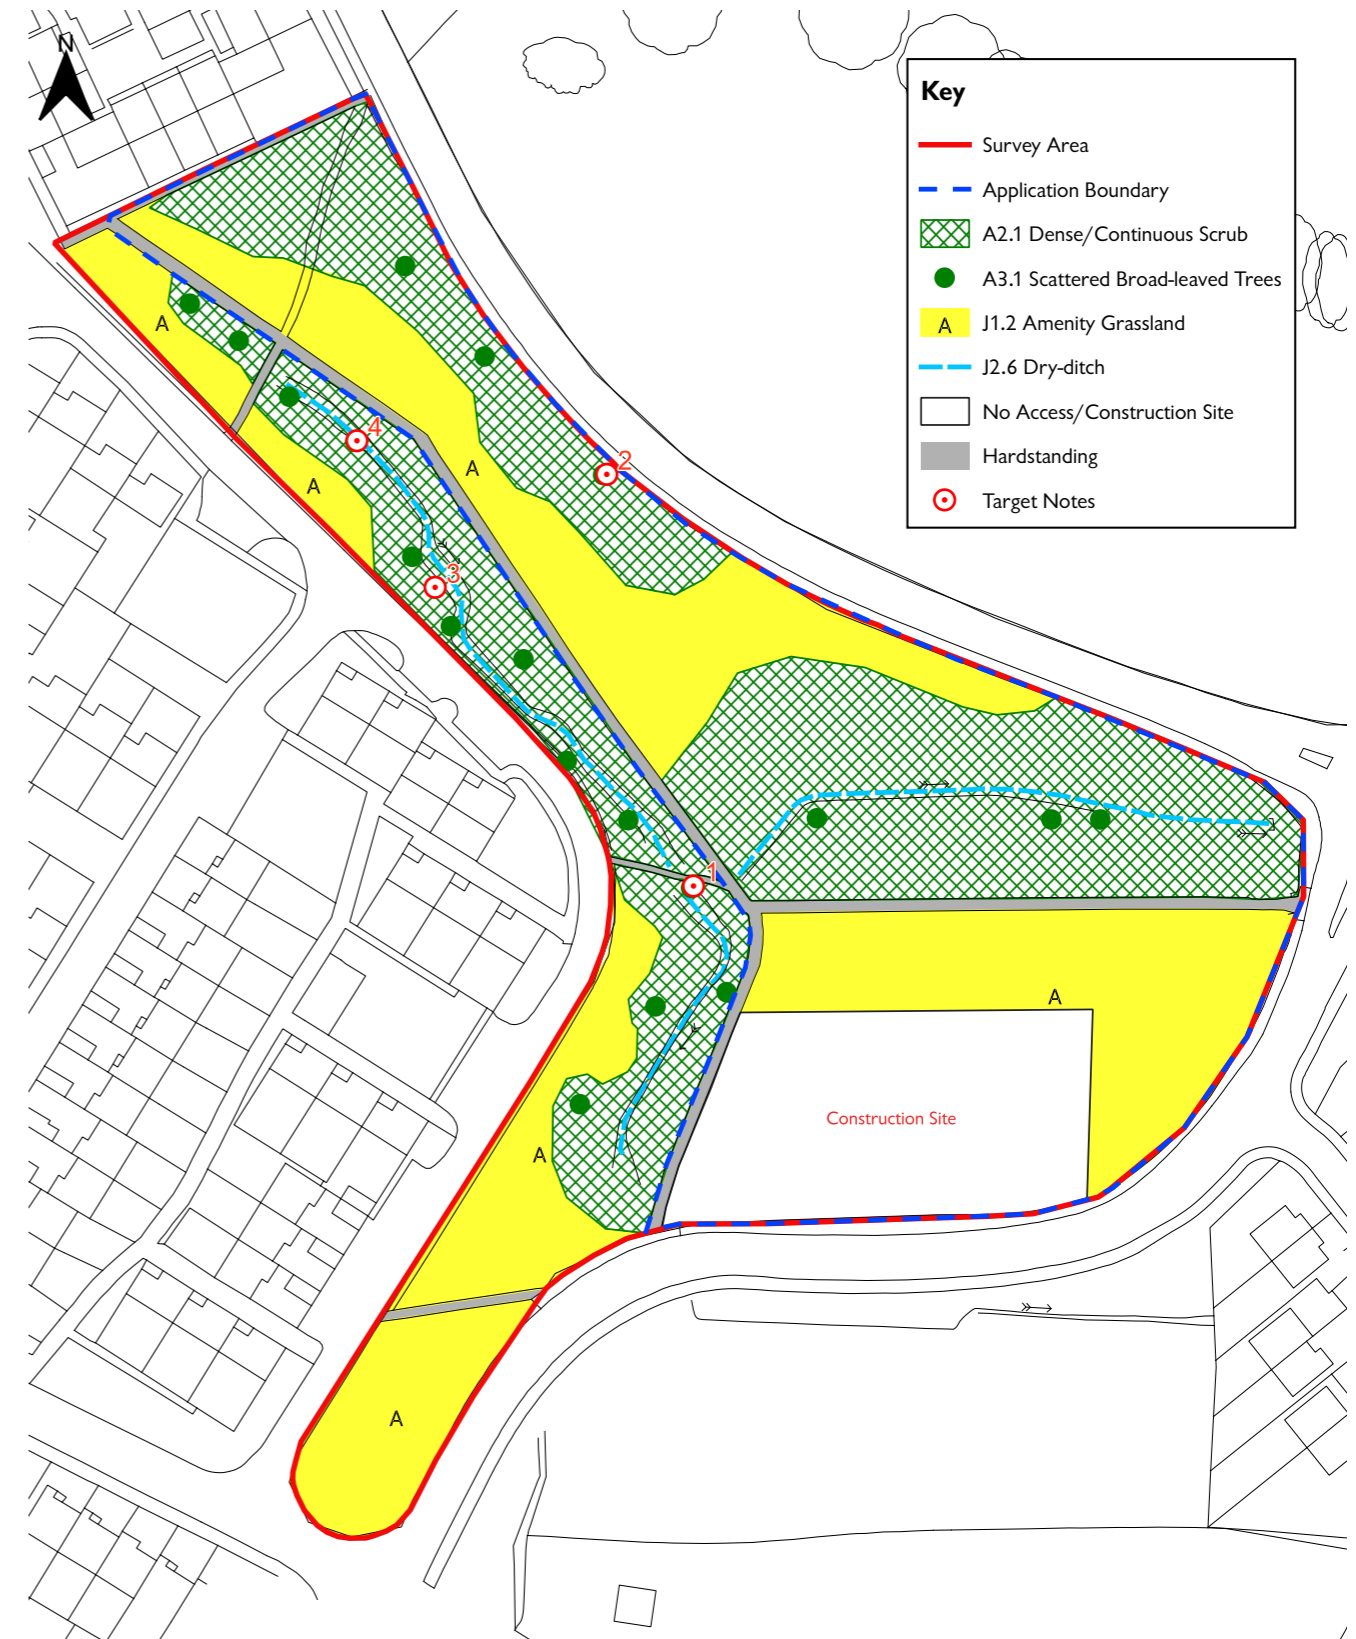 N
Key
Survey Area
Application Boundary
A2.1 Dense/Continuous Scrub
A3.1 Scattered Broad-leaved Trees
A J1.2 Amenity Grassland
J2.6 Dry-ditch
No Access/Construction Site
Hardstanding
Target Notes
A
4
A
2
A
3
1
A
Construction Site
A
A